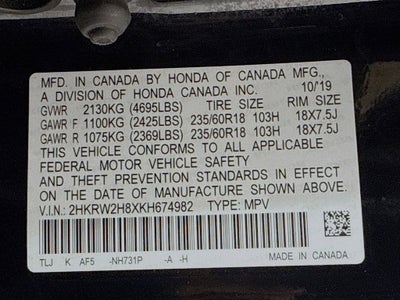 MFD. IN CANADA BY HONDA OF CANADA MFG.,
A DIVISION OF HONDA CANADA INC. 10/19
GVWR 2130KG (4695LBS) TIRE SIZE RIM SIZE
GAWR F 1100KG (2425LBS) 235/60R18 103H 18X7.5J
GAWR R 1075KG (2369LBS) 235/60R18 103H 18X7.5J
THIS VEHICLE CONFORMS TO ALL APPLICABLE
FEDERAL MOTOR VEHICLE SAFETY
AND THEFT PREVENTION STANDARDS IN EFFECT
ON THE DATE OF MANUFACTURE SHOWN ABOVE.
V.I.N.: 2HKRW2H8XKH674982 TYPE: MPV
TLJ K AF5 -NH731P -A -H MADE IN CANADA